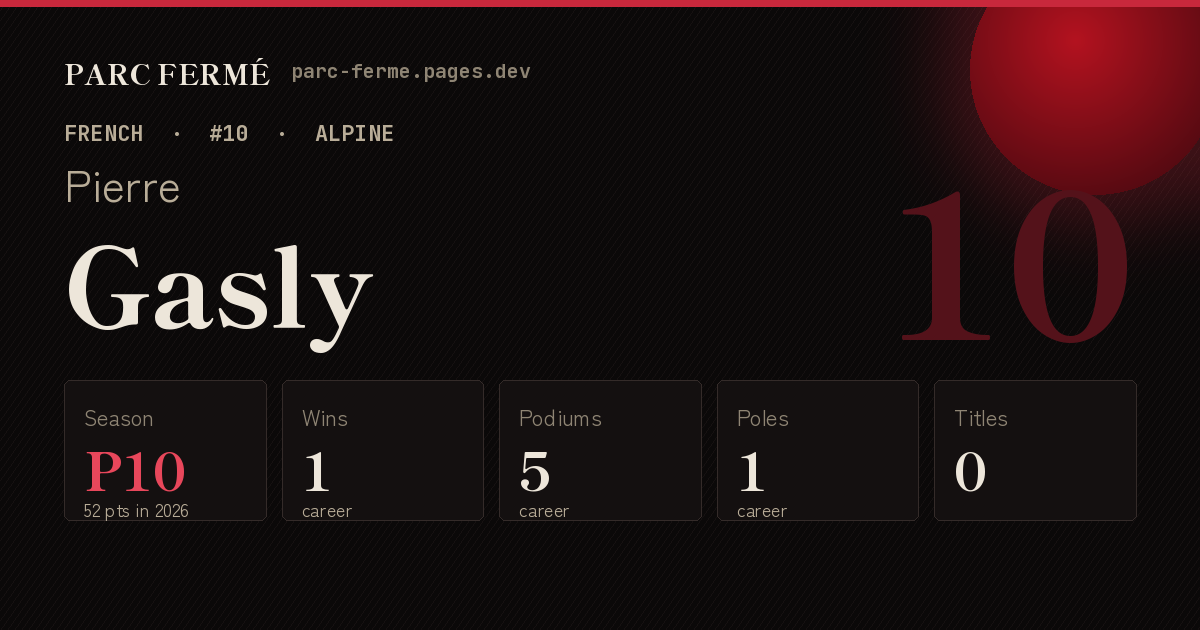 PARC FERMÉ parc-ferme.pages.dev
FRENCH · #10 · ALPINE
Pierre
Gasly
10
Season
P10
52 pts in 2026
Wins
1
career
Podiums
5
career
Poles
1
career
Titles
0